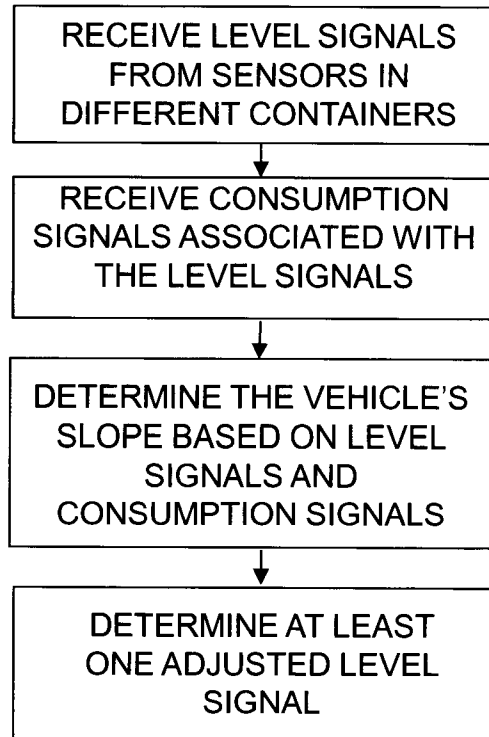 RECEIVE LEVEL SIGNALS
FROM SENSORS IN
DIFFERENT CONTAINERS
RECEIVE CONSUMPTION
SIGNALS ASSOCIATED WITH
THE LEVEL SIGNALS
DETERMINE THE VEHICLE'S
SLOPE BASED ON LEVEL
SIGNALS AND
CONSUMPTION SIGNALS
DETERMINE AT LEAST
ONE ADJUSTED LEVEL
SIGNAL